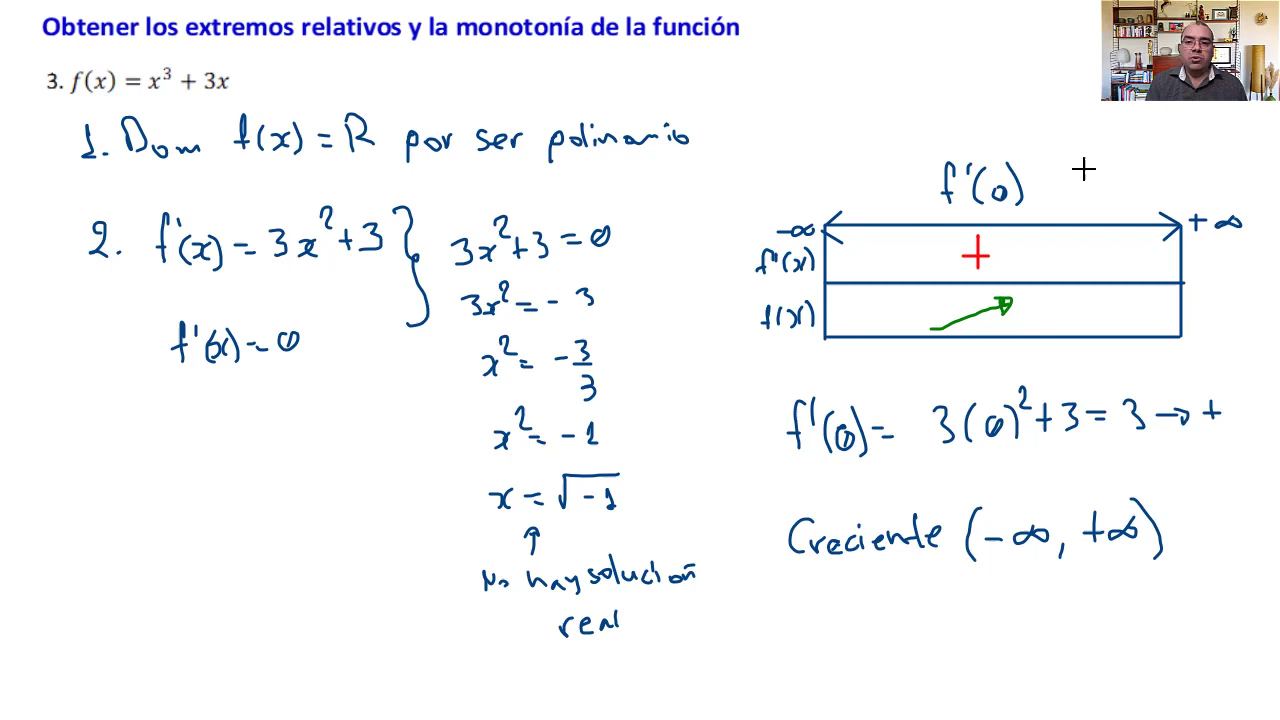 Obtener los extremos relativos y la monotonía de la función
3. f(x) = x³ + 3x
1. Dom f(x) = R por ser polinomio
2. f'(x) = 3x² + 3
f'(x) = 0
3x² + 3 = 0
3x² = - 3
x² = - 3/3
x² = - 1
x = √-1
↑
No hay solución
real
f'(0)
-∞ +∞
f'(x) +
f(x)
f'(0) = 3(0)² + 3 = 3 → +
Creciente (-∞, +∞)